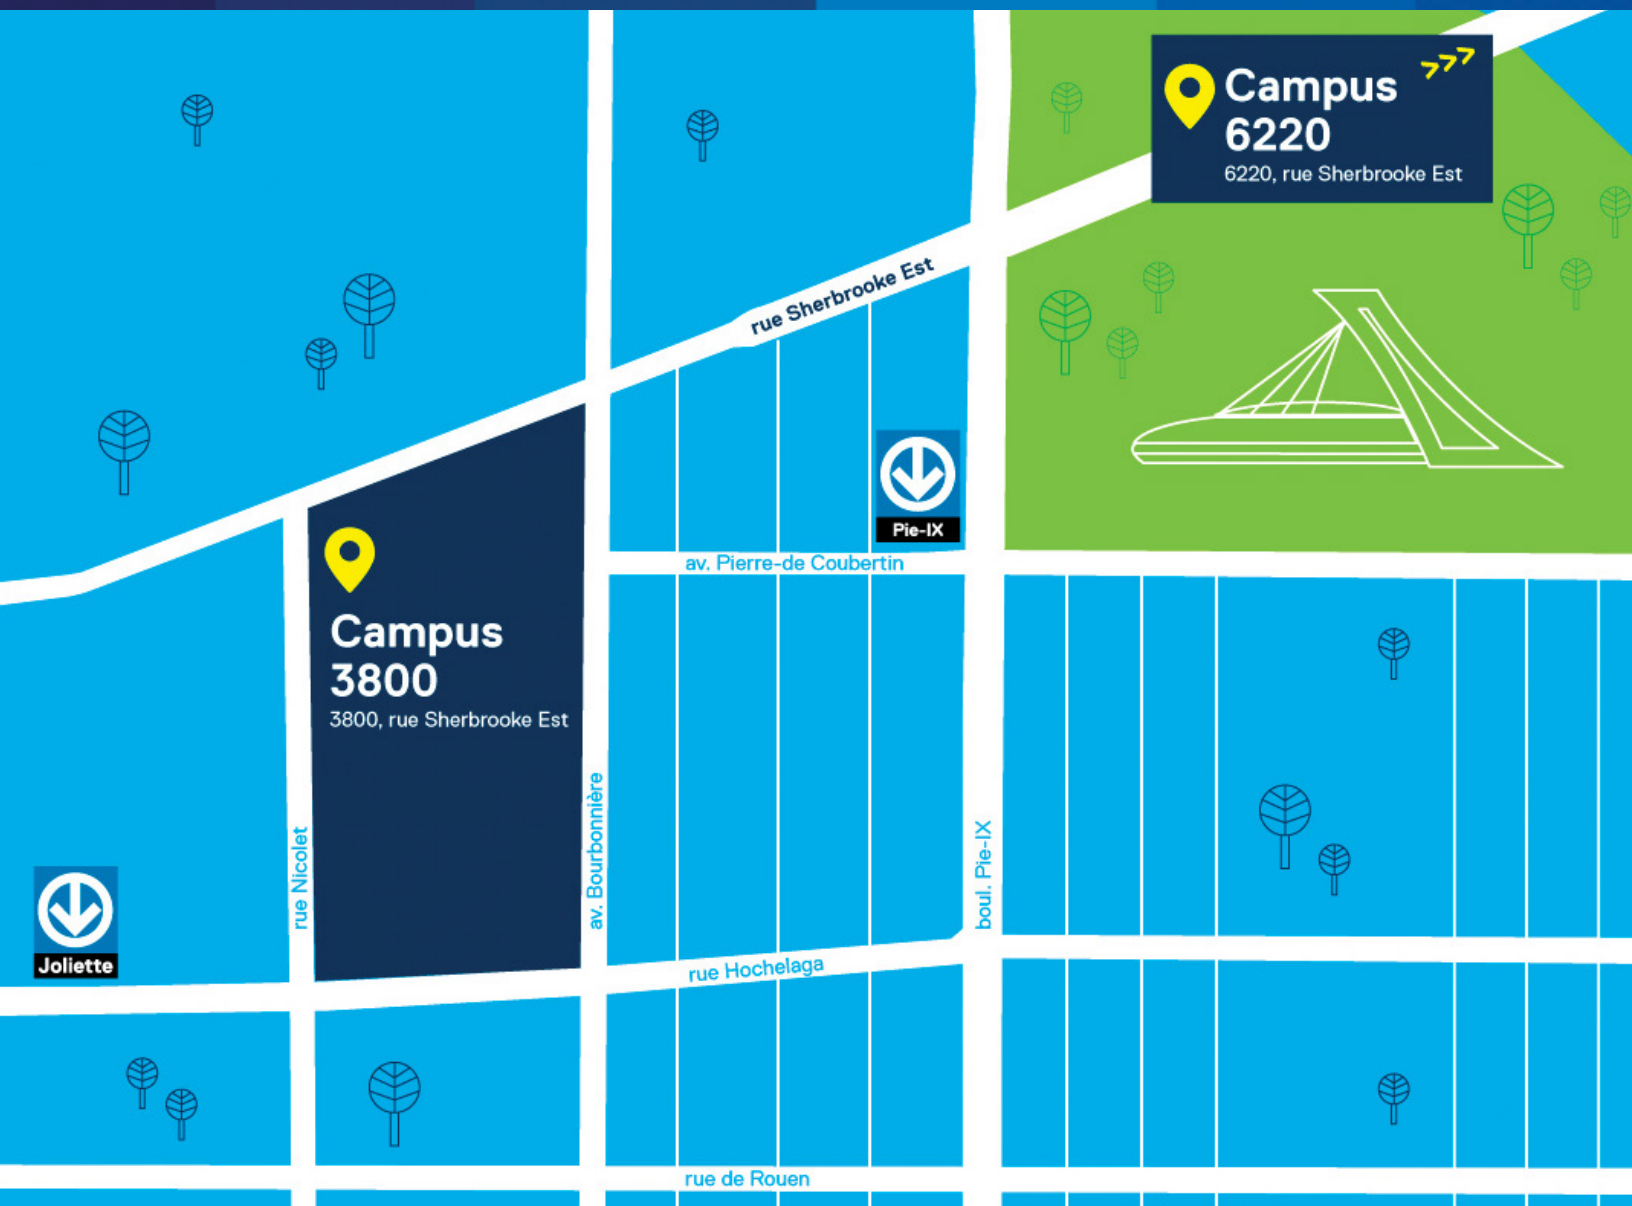 Campus >>>
6220
6220, rue Sherbrooke Est
rue Sherbrooke Est
Pie-IX
av. Pierre-de Coubertin
Campus
3800
3800, rue Sherbrooke Est
rue Nicolet
av. Bourbonnière
boul. Pie-IX
Joliette
rue Hochelaga
rue de Rouen